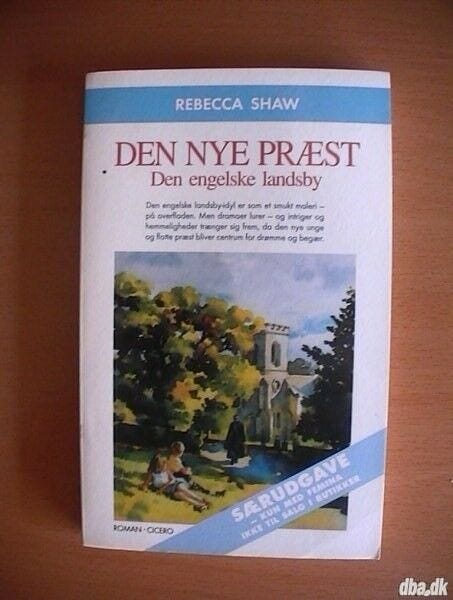 REBECCA SHAW
DEN NYE PRÆST
Den engelske landsby
Den engelske landsby-idyl er som et smukt maleri –
på overfladen. Men dramaer lurer – og intriger og
hemmeligheder trænger sig frem, da den nye unge
og flotte præst bliver centrum for drømme og begær.
SÆRUDGAVE
– KUN MED FEMINA
IKKE TIL SALG I BUTIKKER
ROMAN · CICERO
dba.dk